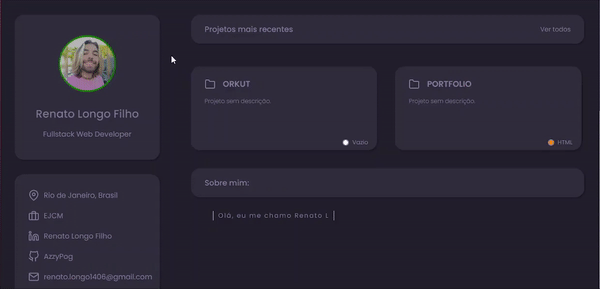 Renato Longo Filho
Fullstack Web Developer
Rio de Janeiro, Brasil
EJCM
Renato Longo Filho
AzzyPog
renato.longo1406@gmail.com
Projetos mais recentes
Ver todos
ORKUT
Projeto sem descrição
Vazio
PORTFOLIO
Projeto sem descrição
HTML
Sobre mim:
Olá, eu me chamo Renato L